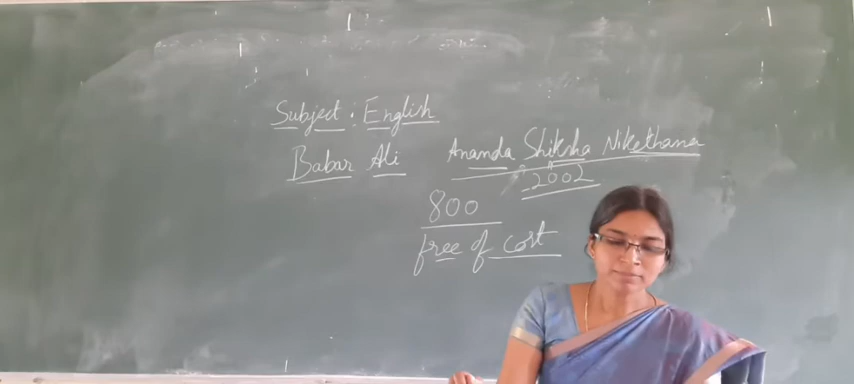 Subject : English
Babar Ali Ananda Shiksha Nikethana
2002
800
free of cost